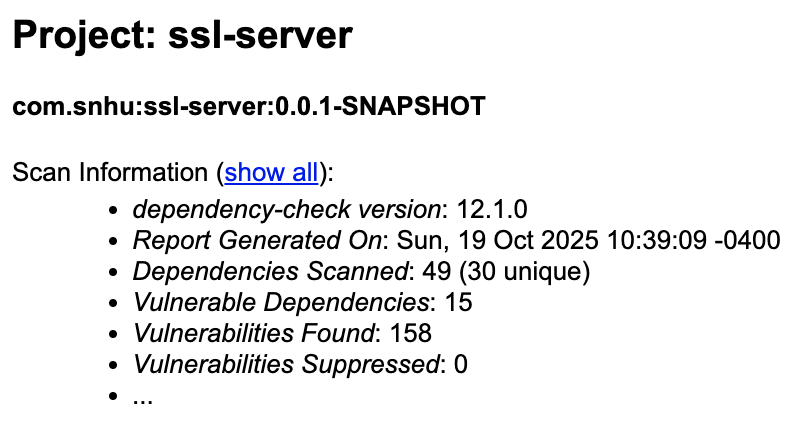 Project: ssl-server
com.snhu:ssl-server:0.0.1-SNAPSHOT
Scan Information (show all):
• dependency-check version: 12.1.0
• Report Generated On: Sun, 19 Oct 2025 10:39:09 -0400
• Dependencies Scanned: 49 (30 unique)
• Vulnerable Dependencies: 15
• Vulnerabilities Found: 158
• Vulnerabilities Suppressed: 0
• ...